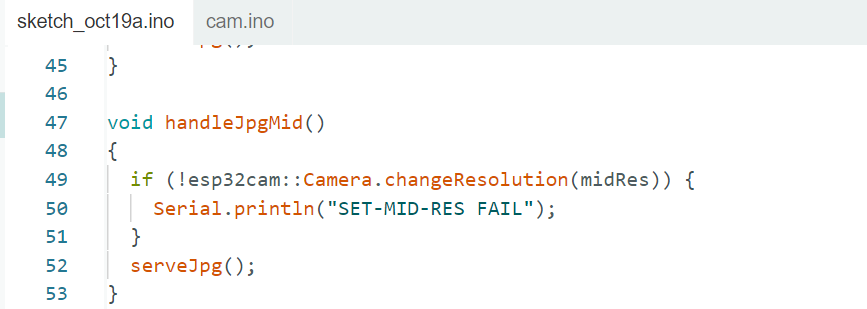 sketch_oct19a.ino cam.ino
45 }
46
47 void handleJpgMid()
48 {
49 if (!esp32cam::Camera.changeResolution(midRes)) {
50 Serial.println("SET-MID-RES FAIL");
51 }
52 serveJpg();
53 }